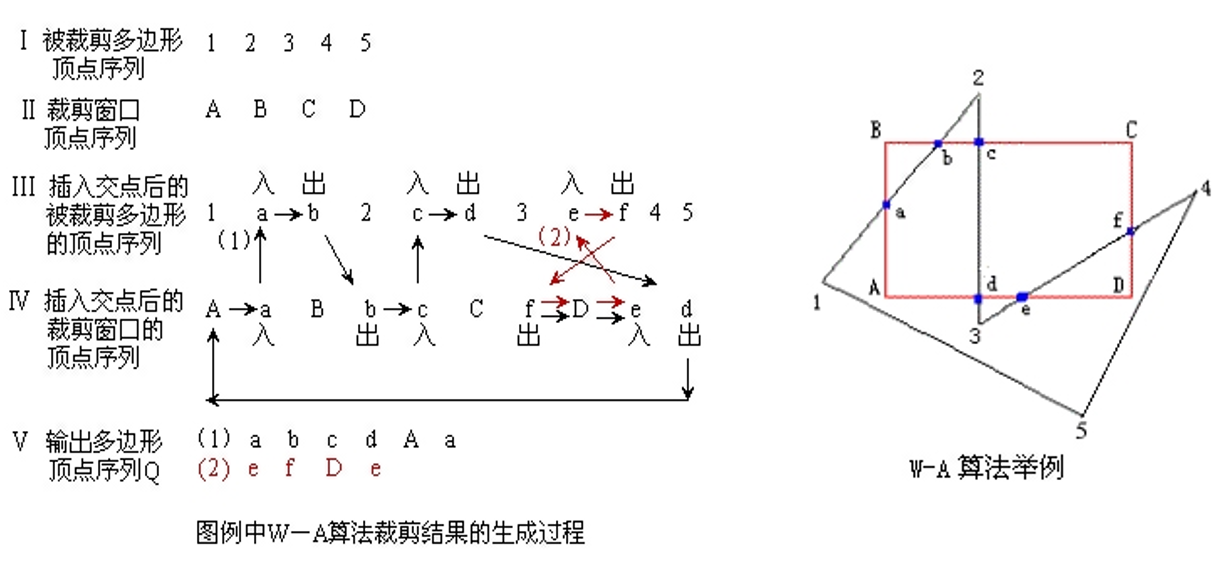 Ⅰ 被裁剪多边形 1 2 3 4 5
顶点序列
Ⅱ 裁剪窗口 A B C D
顶点序列
入 出 入 出 入 出
Ⅲ 插入交点后的
被裁剪多边形 1 a b 2 c d 3 e f 4 5
的顶点序列 (1) (2)
Ⅳ 插入交点后的
裁剪窗口的 A a B b c C f D e d
顶点序列 入 出 入 出 入 出
Ⅴ 输出多边形 (1) a b c d A a
顶点序列Q (2) e f D e
图例中W－A算法裁剪结果的生成过程
2
B C
b c
4
a
f
1 A d D
e
3
5
W-A 算法举例